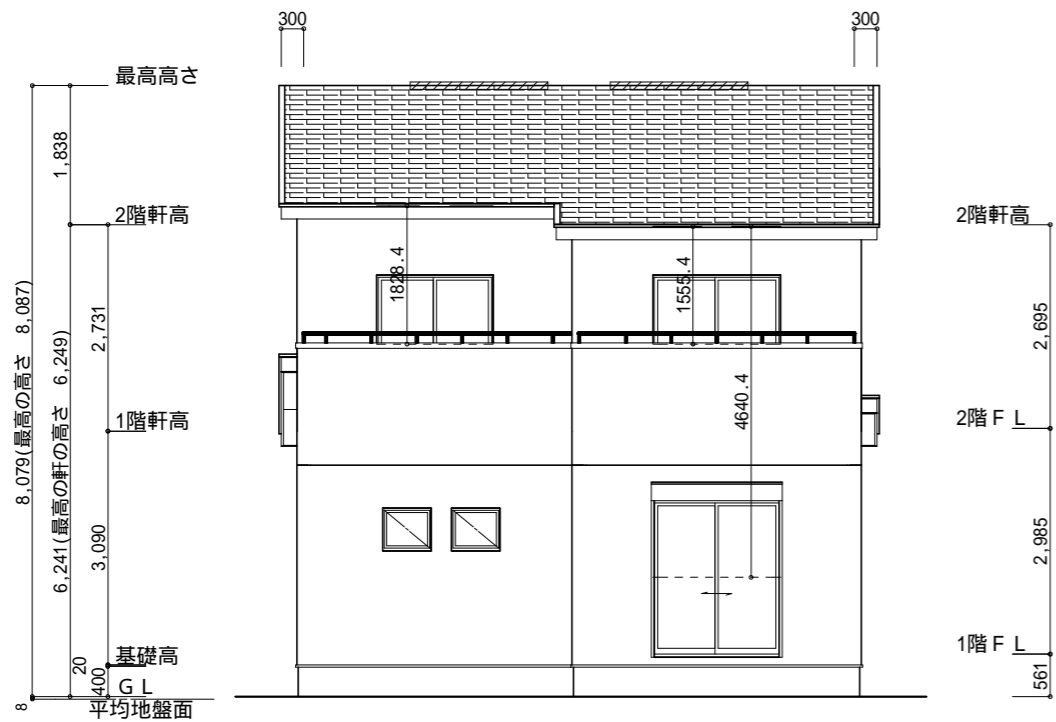 300
300
最高高さ
1,838
2階軒高
2階軒高
8,079(最高の高さ 8,087)
6,241(最高の軒の高さ 6,249)
2,731
1828.4
1555.4
2,695
1階軒高
4640.4
2階ＦＬ
3,090
2,985
基礎高
20
400
1階ＦＬ
ＧＬ
561
8
平均地盤面